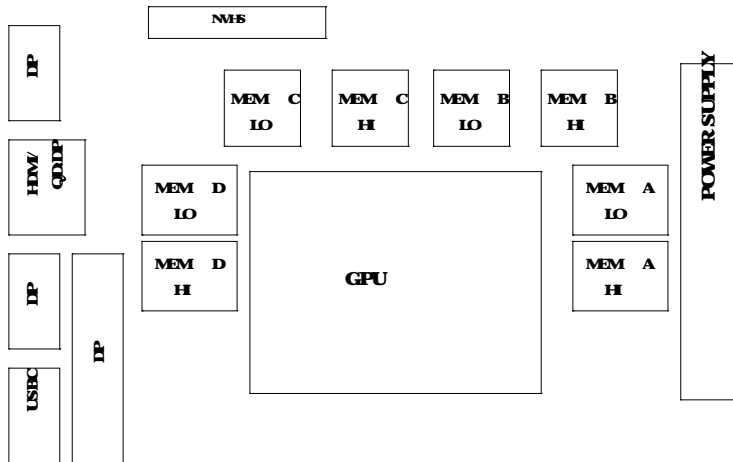 NVHS
DP
MEM C
LO
MEM C
HI
MEM B
LO
MEM B
HI
POWER SUPPLY
HDMI/
QD.DP
MEM D
LO
MEM A
LO
MEM D
HI
GPU
MEM A
HI
DP
DP
USBC